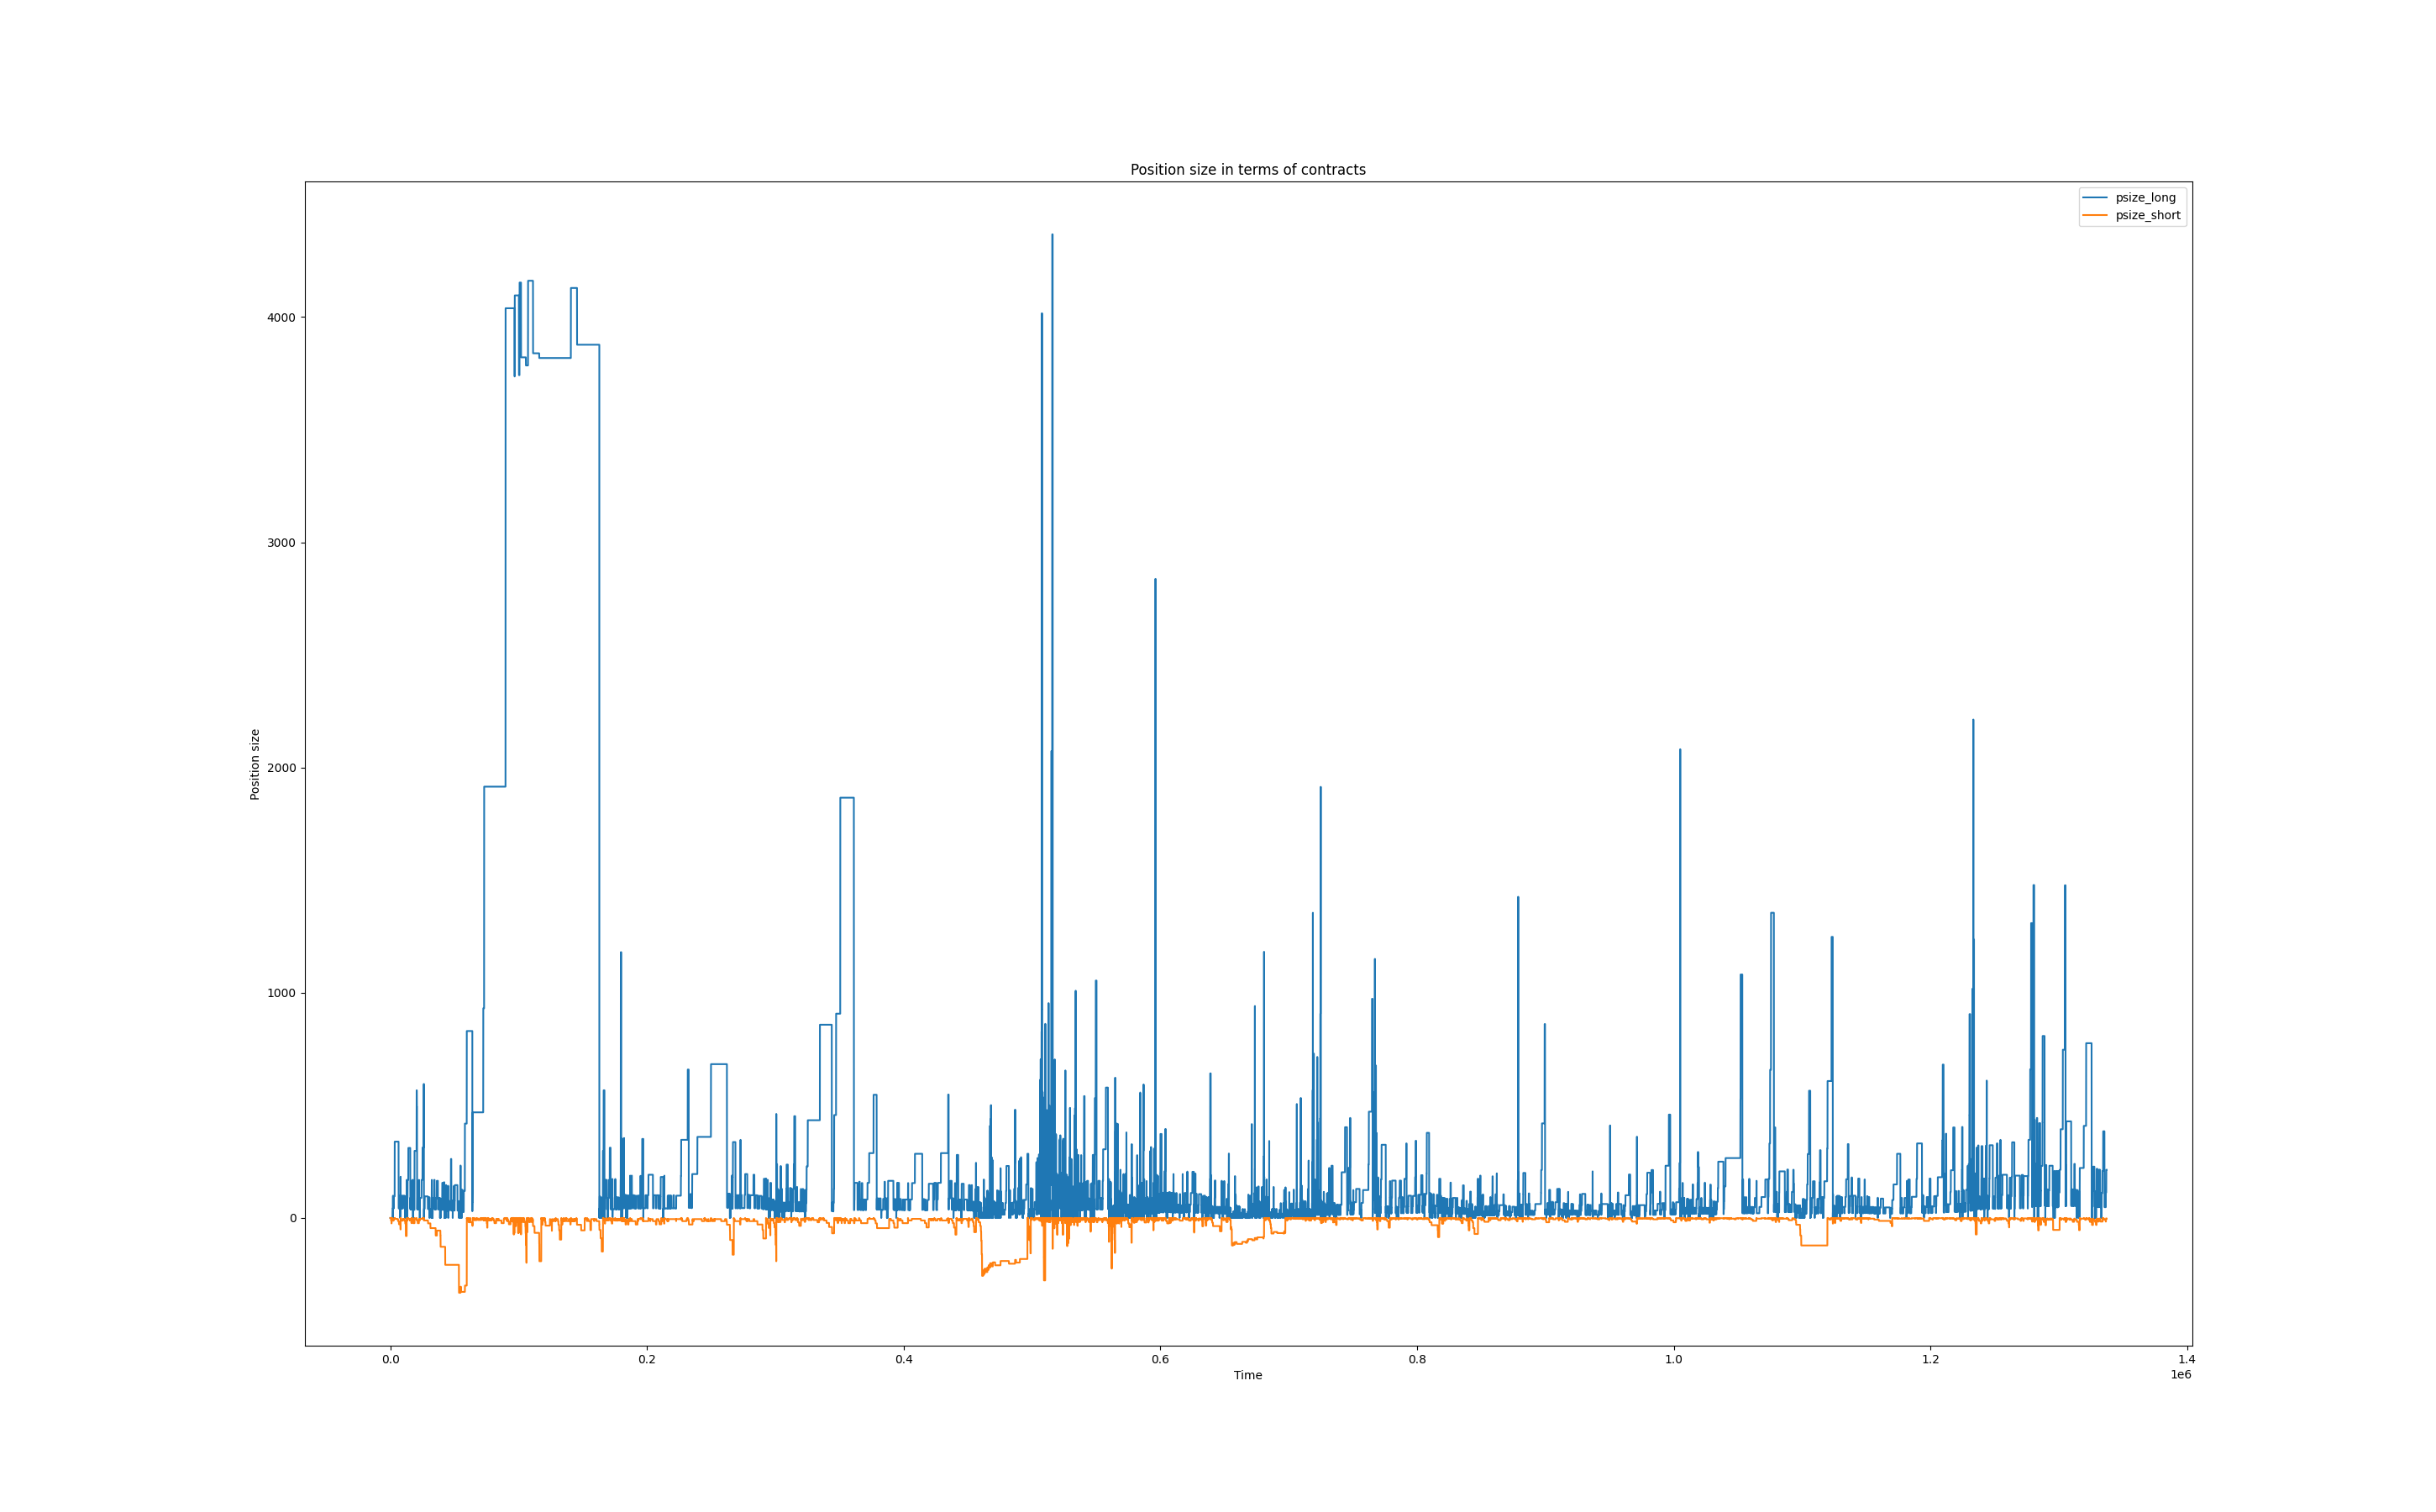 Position size in terms of contracts
psize_long
psize_short
Position size
4000
3000
2000
1000
0
0.0 0.2 0.4 0.6 0.8 1.0 1.2 1.4
Time
1e6